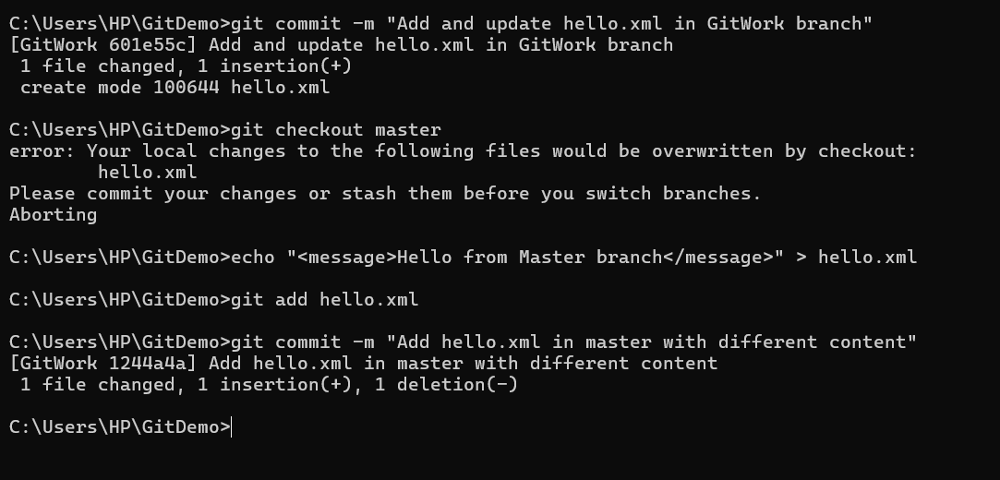 C:\Users\HP\GitDemo>git commit -m "Add and update hello.xml in GitWork branch"
[GitWork 601e55c] Add and update hello.xml in GitWork branch
 1 file changed, 1 insertion(+)
 create mode 100644 hello.xml
C:\Users\HP\GitDemo>git checkout master
error: Your local changes to the following files would be overwritten by checkout:
        hello.xml
Please commit your changes or stash them before you switch branches.
Aborting
C:\Users\HP\GitDemo>echo "<message>Hello from Master branch</message>" > hello.xml
C:\Users\HP\GitDemo>git add hello.xml
C:\Users\HP\GitDemo>git commit -m "Add hello.xml in master with different content"
[GitWork 1244a4a] Add hello.xml in master with different content
 1 file changed, 1 insertion(+), 1 deletion(-)
C:\Users\HP\GitDemo>